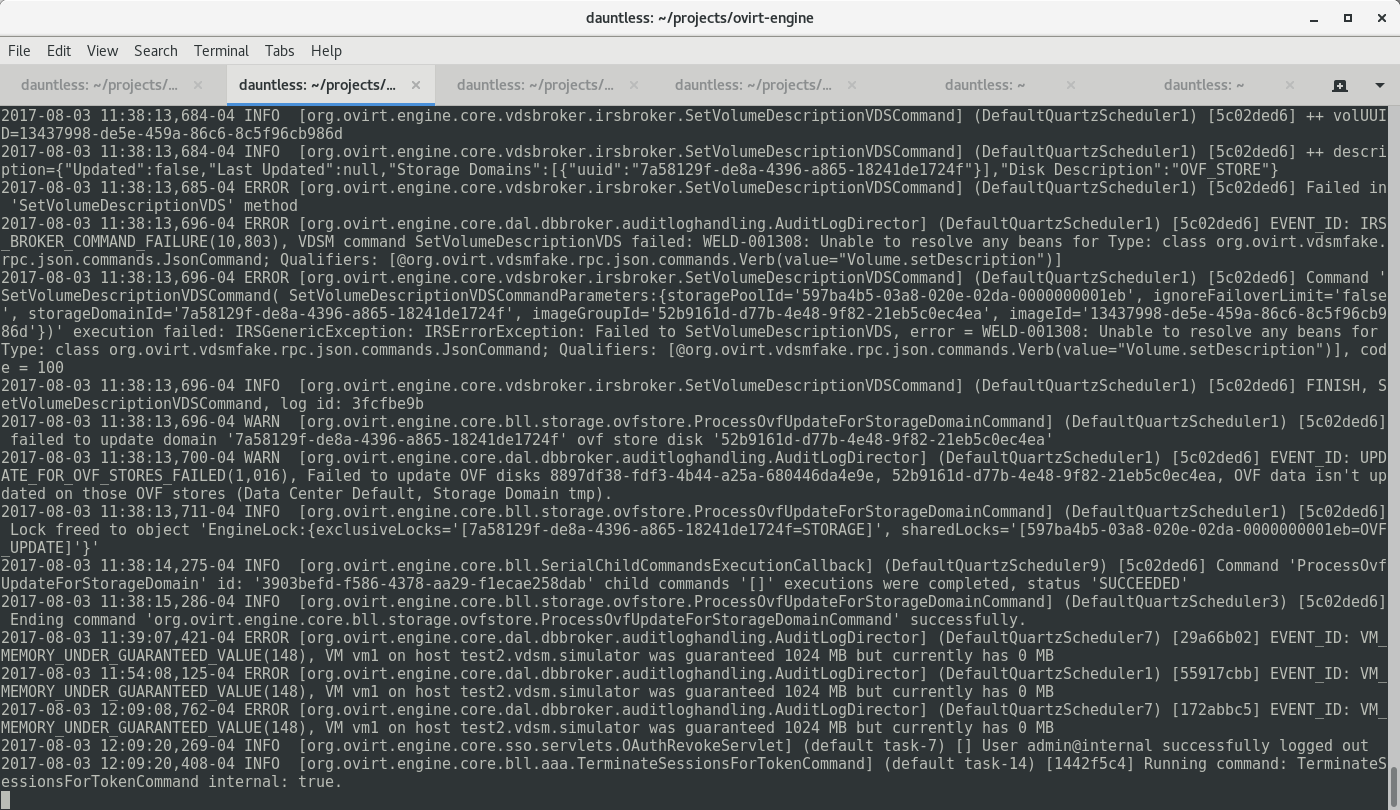 dauntless: ~/projects/ovirt-engine
File Edit View Search Terminal Tabs Help
dauntless: ~/projects/... dauntless: ~/projects/... dauntless: ~/projects/... dauntless: ~/projects/... dauntless: ~ dauntless: ~
2017-08-03 11:38:13,684-04 INFO  [org.ovirt.engine.core.vdsbroker.irsbroker.SetVolumeDescriptionVDSCommand] (DefaultQuartzScheduler1) [5c02ded6] ++ volUUI
D=13437998-de5e-459a-86c6-8c5f96cb986d
2017-08-03 11:38:13,684-04 INFO  [org.ovirt.engine.core.vdsbroker.irsbroker.SetVolumeDescriptionVDSCommand] (DefaultQuartzScheduler1) [5c02ded6] ++ descri
ption={"Updated":false,"Last Updated":null,"Storage Domains":[{"uuid":"7a58129f-de8a-4396-a865-18241de1724f"}],"Disk Description":"OVF_STORE"}
2017-08-03 11:38:13,685-04 ERROR [org.ovirt.engine.core.vdsbroker.irsbroker.SetVolumeDescriptionVDSCommand] (DefaultQuartzScheduler1) [5c02ded6] Failed in
 'SetVolumeDescriptionVDS' method
2017-08-03 11:38:13,696-04 ERROR [org.ovirt.engine.core.dal.dbbroker.auditloghandling.AuditLogDirector] (DefaultQuartzScheduler1) [5c02ded6] EVENT_ID: IRS
_BROKER_COMMAND_FAILURE(10,803), VDSM command SetVolumeDescriptionVDS failed: WELD-001308: Unable to resolve any beans for Type: class org.ovirt.vdsmfake.
rpc.json.commands.JsonCommand; Qualifiers: [@org.ovirt.vdsmfake.rpc.json.commands.Verb(value="Volume.setDescription")]
2017-08-03 11:38:13,696-04 ERROR [org.ovirt.engine.core.vdsbroker.irsbroker.SetVolumeDescriptionVDSCommand] (DefaultQuartzScheduler1) [5c02ded6] Command '
SetVolumeDescriptionVDSCommand( SetVolumeDescriptionVDSCommandParameters:{storagePoolId='597ba4b5-03a8-020e-02da-0000000001eb', ignoreFailoverLimit='false
', storageDomainId='7a58129f-de8a-4396-a865-18241de1724f', imageGroupId='52b9161d-d77b-4e48-9f82-21eb5c0ec4ea', imageId='13437998-de5e-459a-86c6-8c5f96cb9
86d'})' execution failed: IRSGenericException: IRSErrorException: Failed to SetVolumeDescriptionVDS, error = WELD-001308: Unable to resolve any beans for 
Type: class org.ovirt.vdsmfake.rpc.json.commands.JsonCommand; Qualifiers: [@org.ovirt.vdsmfake.rpc.json.commands.Verb(value="Volume.setDescription")], cod
e = 100
2017-08-03 11:38:13,696-04 INFO  [org.ovirt.engine.core.vdsbroker.irsbroker.SetVolumeDescriptionVDSCommand] (DefaultQuartzScheduler1) [5c02ded6] FINISH, S
etVolumeDescriptionVDSCommand, log id: 3fcfbe9b
2017-08-03 11:38:13,696-04 WARN  [org.ovirt.engine.core.bll.storage.ovfstore.ProcessOvfUpdateForStorageDomainCommand] (DefaultQuartzScheduler1) [5c02ded6]
 failed to update domain '7a58129f-de8a-4396-a865-18241de1724f' ovf store disk '52b9161d-d77b-4e48-9f82-21eb5c0ec4ea'
2017-08-03 11:38:13,700-04 WARN  [org.ovirt.engine.core.dal.dbbroker.auditloghandling.AuditLogDirector] (DefaultQuartzScheduler1) [5c02ded6] EVENT_ID: UPD
ATE_FOR_OVF_STORES_FAILED(1,016), Failed to update OVF disks 8897df38-fdf3-4b44-a25a-680446da4e9e, 52b9161d-d77b-4e48-9f82-21eb5c0ec4ea, OVF data isn't up
dated on those OVF stores (Data Center Default, Storage Domain tmp).
2017-08-03 11:38:13,711-04 INFO  [org.ovirt.engine.core.bll.storage.ovfstore.ProcessOvfUpdateForStorageDomainCommand] (DefaultQuartzScheduler1) [5c02ded6]
 Lock freed to object 'EngineLock:{exclusiveLocks='[7a58129f-de8a-4396-a865-18241de1724f=STORAGE]', sharedLocks='[597ba4b5-03a8-020e-02da-0000000001eb=OVF
_UPDATE]'}'
2017-08-03 11:38:14,275-04 INFO  [org.ovirt.engine.core.bll.SerialChildCommandsExecutionCallback] (DefaultQuartzScheduler9) [5c02ded6] Command 'ProcessOvf
UpdateForStorageDomain' id: '3903befd-f586-4378-aa29-f1ecae258dab' child commands '[]' executions were completed, status 'SUCCEEDED'
2017-08-03 11:38:15,286-04 INFO  [org.ovirt.engine.core.bll.storage.ovfstore.ProcessOvfUpdateForStorageDomainCommand] (DefaultQuartzScheduler3) [5c02ded6]
 Ending command 'org.ovirt.engine.core.bll.storage.ovfstore.ProcessOvfUpdateForStorageDomainCommand' successfully.
2017-08-03 11:39:07,421-04 ERROR [org.ovirt.engine.core.dal.dbbroker.auditloghandling.AuditLogDirector] (DefaultQuartzScheduler7) [29a66b02] EVENT_ID: VM_
MEMORY_UNDER_GUARANTEED_VALUE(148), VM vm1 on host test2.vdsm.simulator was guaranteed 1024 MB but currently has 0 MB
2017-08-03 11:54:08,125-04 ERROR [org.ovirt.engine.core.dal.dbbroker.auditloghandling.AuditLogDirector] (DefaultQuartzScheduler1) [55917cbb] EVENT_ID: VM_
MEMORY_UNDER_GUARANTEED_VALUE(148), VM vm1 on host test2.vdsm.simulator was guaranteed 1024 MB but currently has 0 MB
2017-08-03 12:09:08,762-04 ERROR [org.ovirt.engine.core.dal.dbbroker.auditloghandling.AuditLogDirector] (DefaultQuartzScheduler7) [172abbc5] EVENT_ID: VM_
MEMORY_UNDER_GUARANTEED_VALUE(148), VM vm1 on host test2.vdsm.simulator was guaranteed 1024 MB but currently has 0 MB
2017-08-03 12:09:20,269-04 INFO  [org.ovirt.engine.core.sso.servlets.OAuthRevokeServlet] (default task-7) [] User admin@internal successfully logged out
2017-08-03 12:09:20,408-04 INFO  [org.ovirt.engine.core.bll.aaa.TerminateSessionsForTokenCommand] (default task-14) [1442f5c4] Running command: TerminateS
essionsForTokenCommand internal: true.